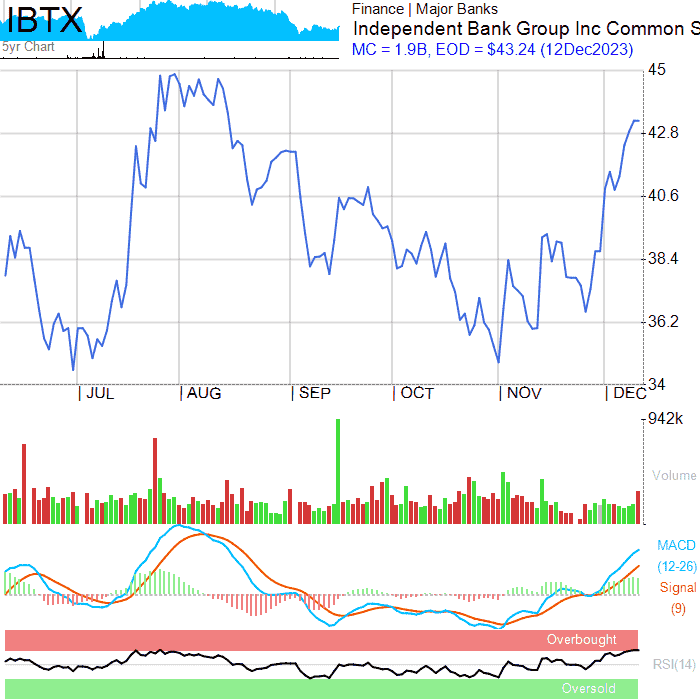 IBTX
5yr Chart
Finance | Major Banks
Independent Bank Group Inc Common S
MC = 1.9B, EOD = $43.24 (12Dec2023)
45
42.8
40.6
38.4
36.2
34
| JUL | AUG | SEP | OCT | NOV | DEC
942k
Volume
MACD
(12-26)
Signal
(9)
Overbought
RSI(14)
Oversold